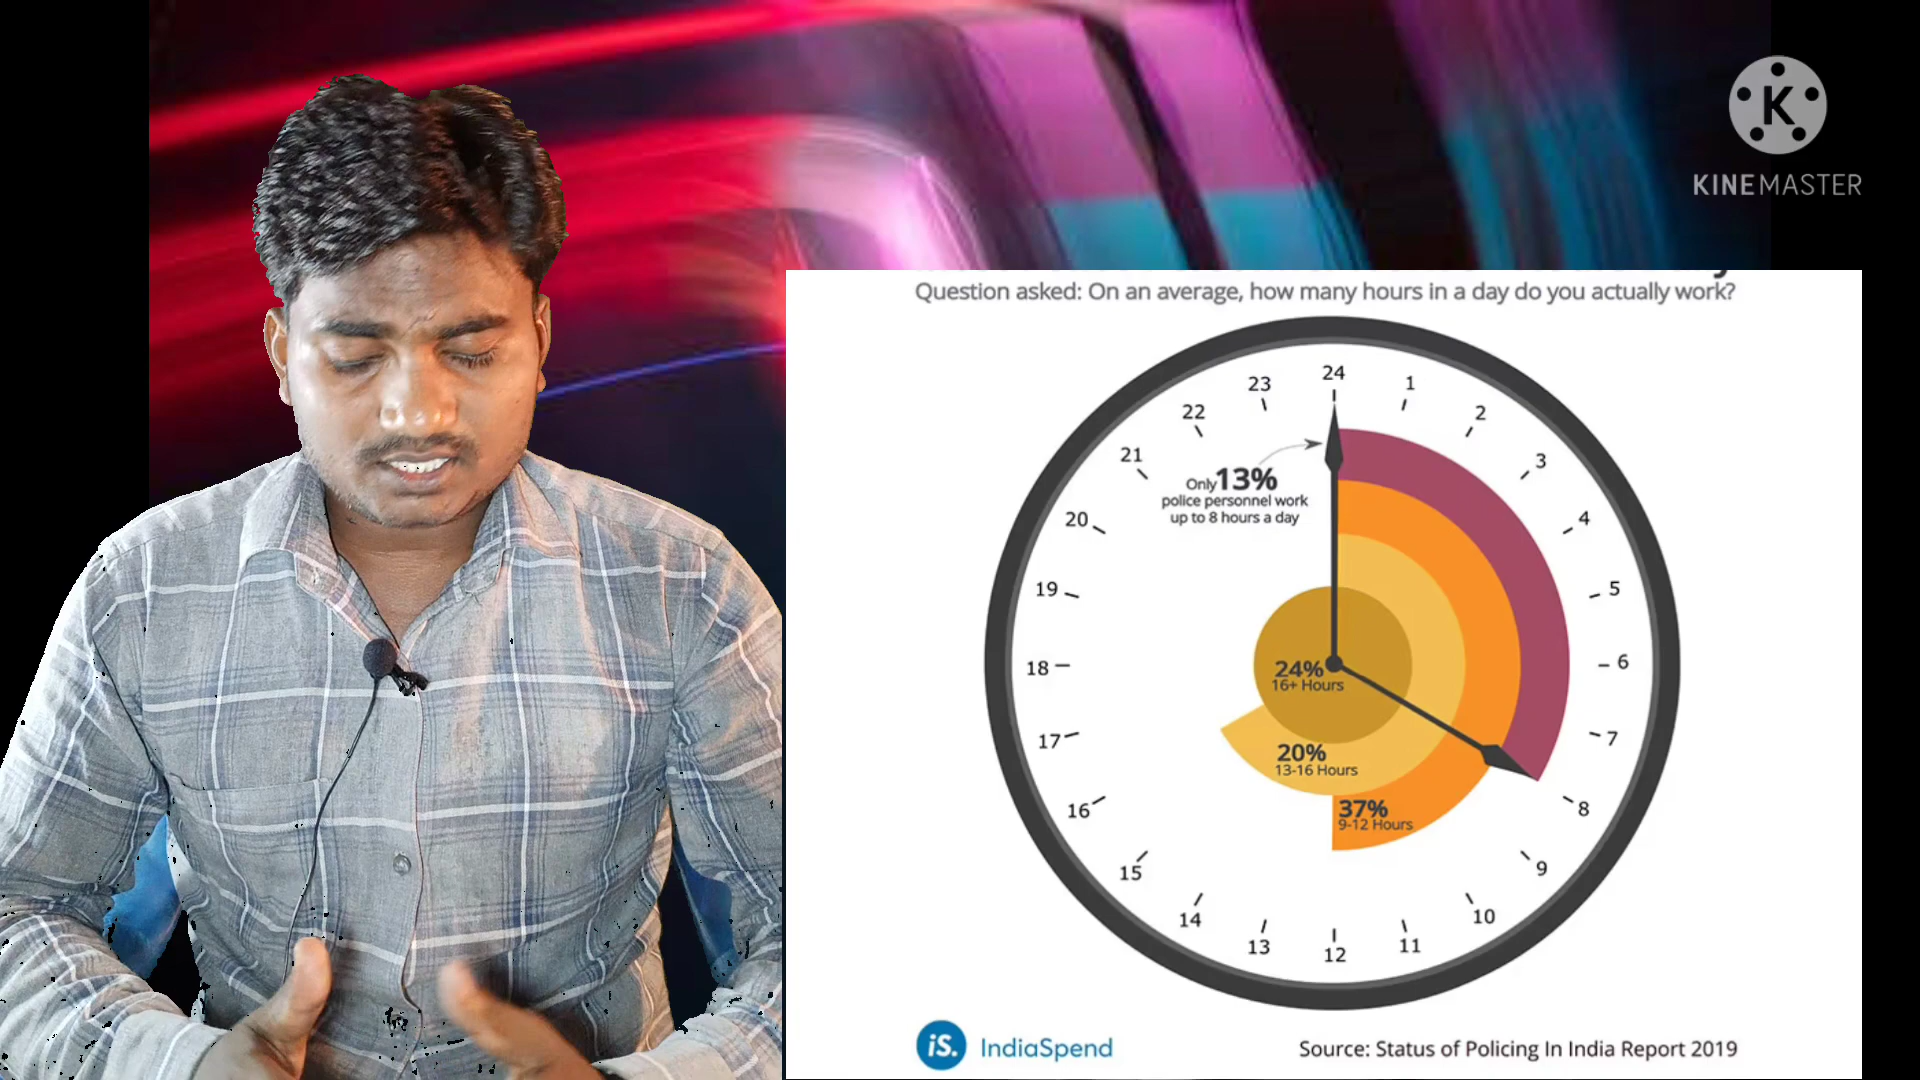 K
KINEMASTER
Question asked: On an average, how many hours in a day do you actually work?
24
1
2
3
4
5
6
7
8
9
10
11
12
13
14
15
16
17
18
19
20
21
22
23
Only 13%
police personnel work
up to 8 hours a day
24%
16+ Hours
20%
13-16 Hours
37%
9-12 Hours
iS. IndiaSpend
Source: Status of Policing In India Report 2019